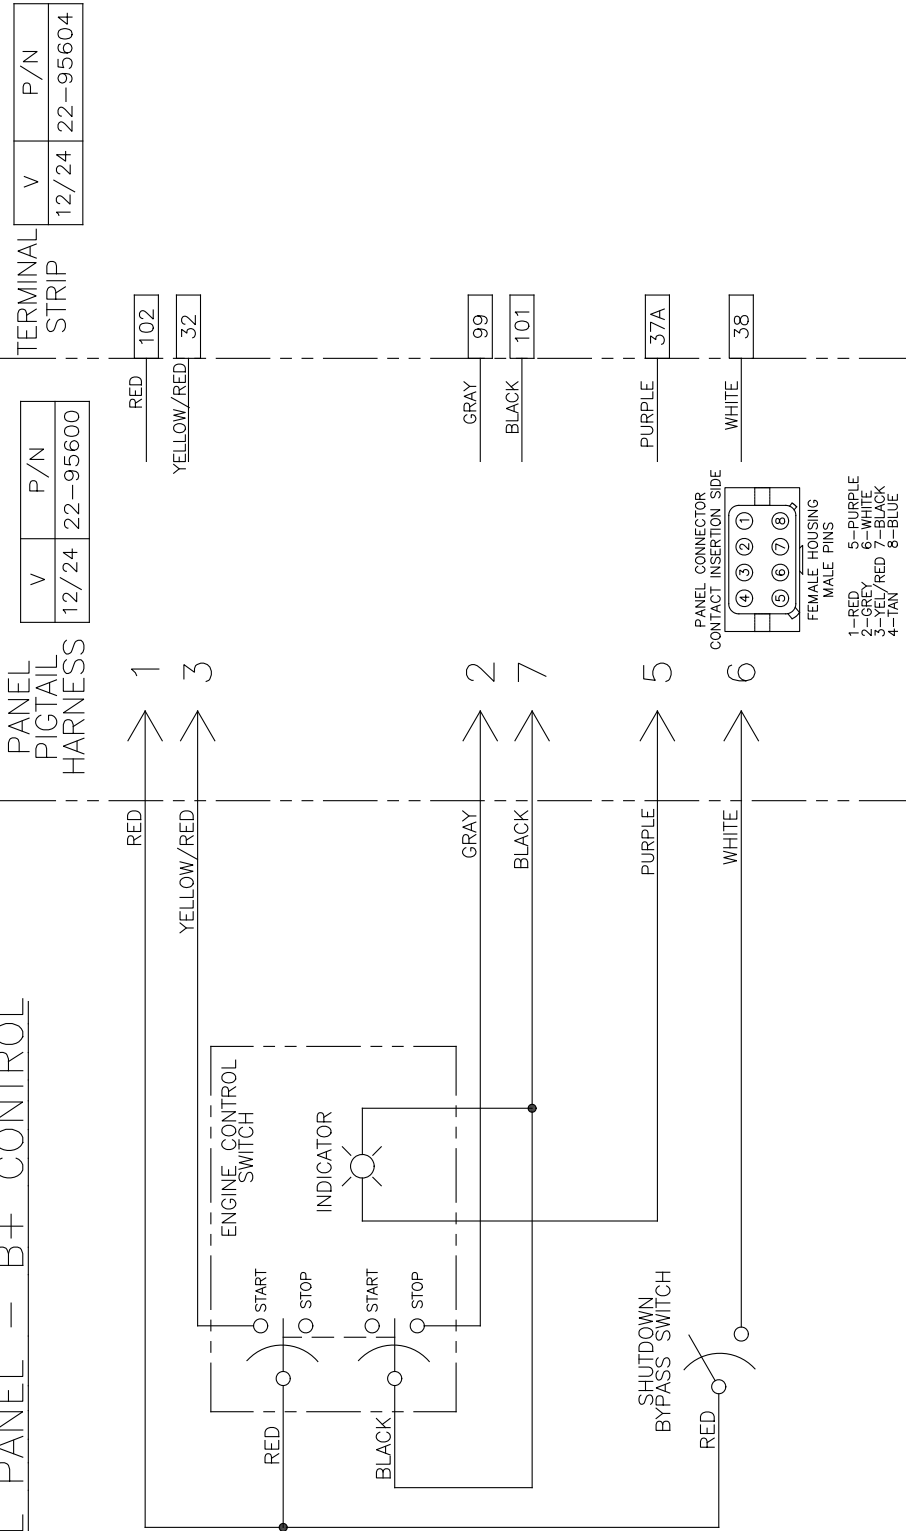 L PANEL - B+ CONTROL
PANEL
PIGTAIL
HARNESS
V P/N
12/24 22-95600
TERMINAL
STRIP
V P/N
12/24 22-95604
RED
1
RED
102
YELLOW/RED
3
YELLOW/RED
32
ENGINE CONTROL
SWITCH
INDICATOR
START
STOP
START
STOP
RED
BLACK
GRAY
2
GRAY
99
BLACK
7
BLACK
101
PURPLE
5
PURPLE
37A
SHUTDOWN
BYPASS SWITCH
RED
WHITE
6
WHITE
38
PANEL CONNECTOR
CONTACT INSERTION SIDE
4 3 2 1
5 6 7 8
FEMALE HOUSING
MALE PINS
1-RED 5-PURPLE
2-GREY 6-WHITE
3-YEL/RED 7-BLACK
4-TAN 8-BLUE